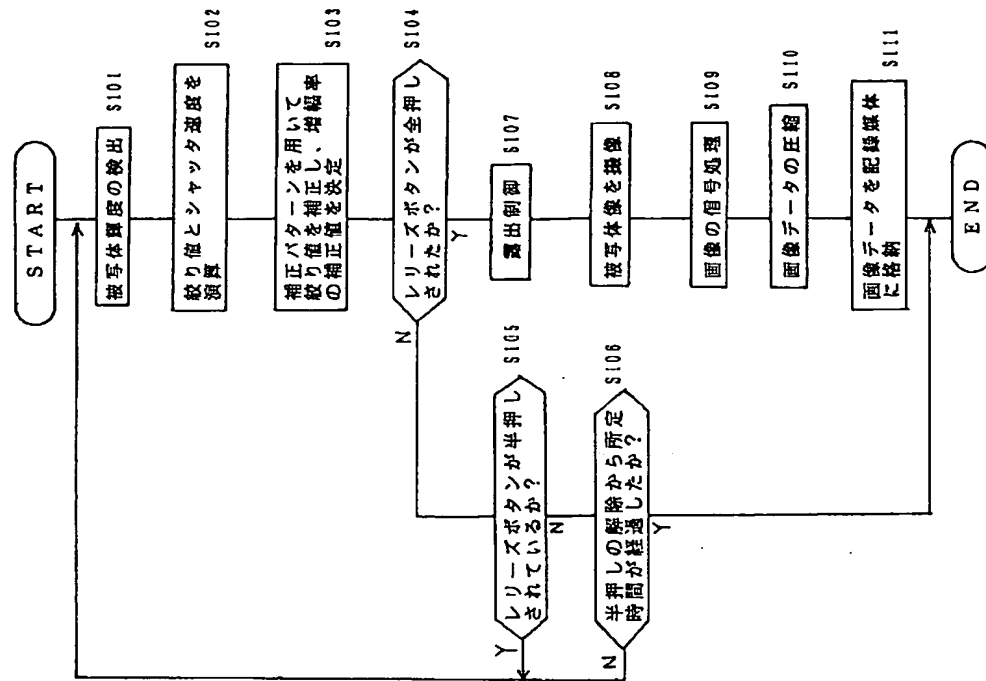 START
被写体輝度の検出
S101
絞り値とシャッタ速度を
演算
S102
補正パターンを用いて
絞り値を補正し、増幅率
の補正値を決定
S103
レリーズボタンが全押し
されたか?
S104
N
Y
レリーズボタンが半押し
されているか?
S105
Y
N
半押しの解除から所定
時間が経過したか?
S106
N
Y
露出制御
S107
被写体像を撮像
S108
画像の信号処理
S109
画像データの圧縮
S110
画像データを記録媒体
に格納
S111
END